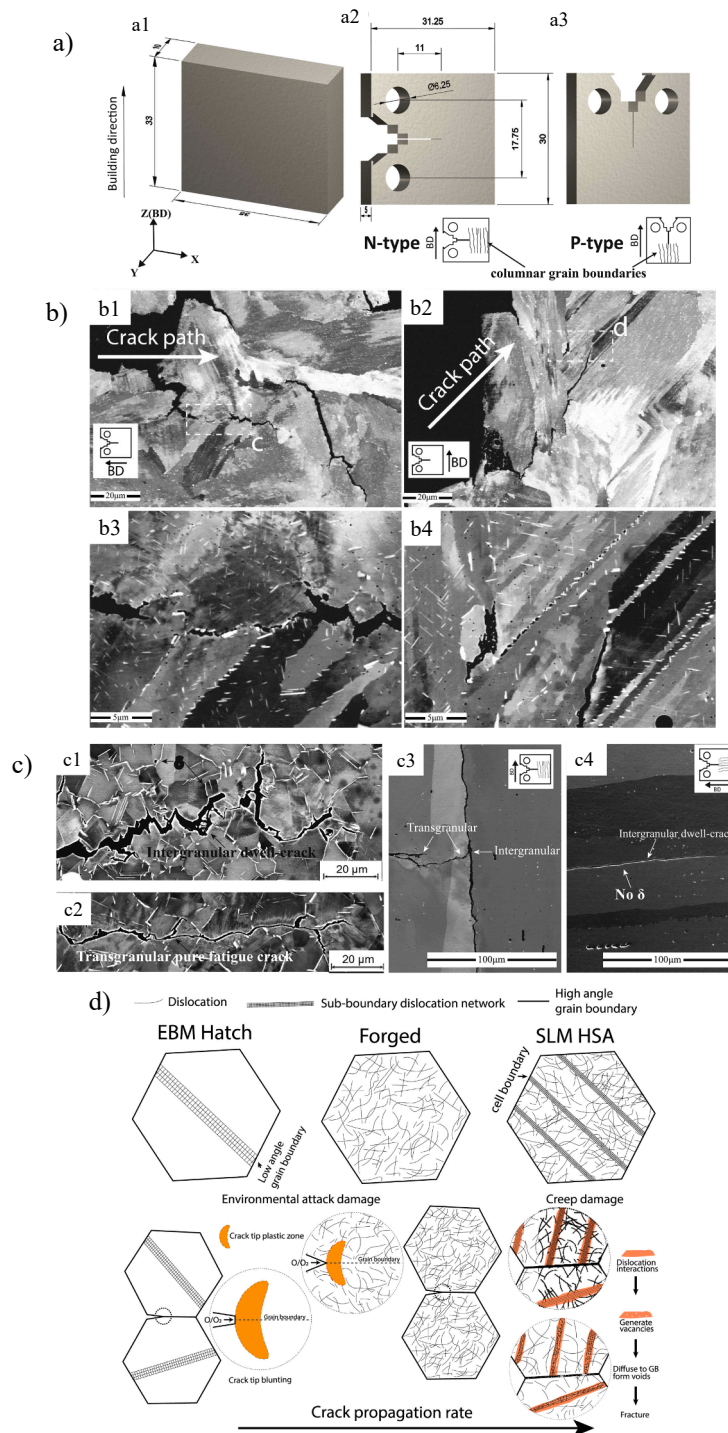 a)
a1
10
33
Building direction
Z(BD)
X
Y
a2
31.25
11
Ø6.25
17.75
30
5
N-type
BD
a3
P-type
BD
columnar grain boundaries
b)
b1
Crack path
c
BD
20μm
b2
Crack path
d
BD
20μm
b3
5μm
b4
5μm
c)
c1
δ
Intergranular dwell-crack
20 μm
c2
Transgranular pure fatigue crack
20 μm
c3
BD
Transgranular
Intergranular
100μm
c4
BD
Intergranular dwell-crac
No δ
100μm
d)
Dislocation
Sub-boundary dislocation network
High angle
grain boundary
EBM Hatch
Forged
SLM HSA
Low angle
grain boundary
cell boundary
Environmental attack damage
Creep damage
Crack tip plastic zone
O/O₂
Grain boundary
O/O₂
Grain boundary
Crack tip blunting
Dislocation
interactions
Generate
vacancies
Diffuse to GB
form voids
Fracture
Crack propagation rate